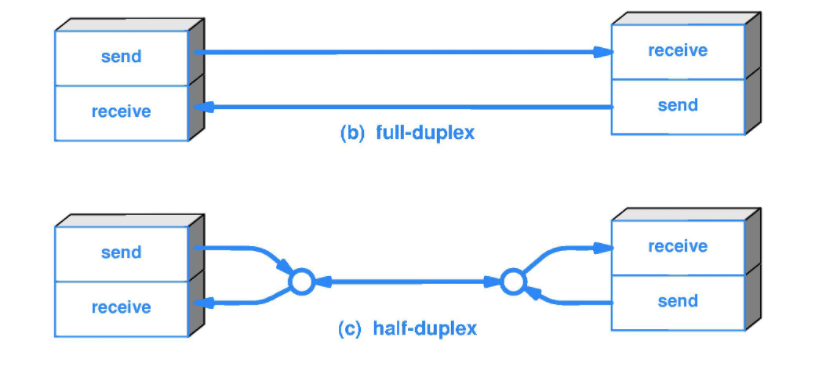 send
receive
receive
send
(b) full-duplex
send
receive
receive
send
(c) half-duplex